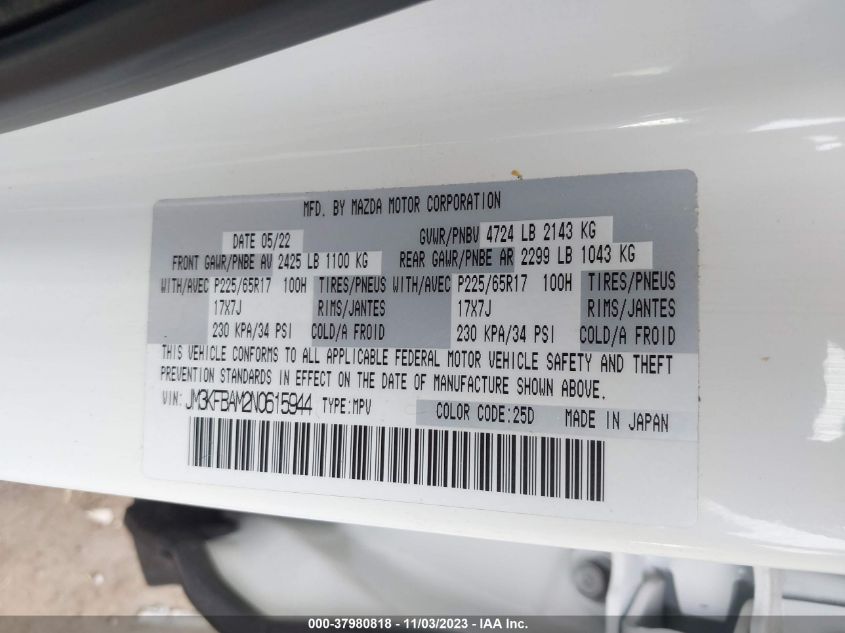 MFD. BY MAZDA MOTOR CORPORATION
DATE 05/22 GVWR/PNBV 4724 LB 2143 KG
FRONT GAWR/PNBE AV 2425 LB 1100 KG REAR GAWR/PNBE AR 2299 LB 1043 KG
WITH/AVEC P225/65R17 100H TIRES/PNEUS WITH/AVEC P225/65R17 100H TIRES/PNEUS
17X7J RIMS/JANTES 17X7J RIMS/JANTES
230 KPA/34 PSI COLD/A FROID 230 KPA/34 PSI COLD/A FROID
THIS VEHICLE CONFORMS TO ALL APPLICABLE FEDERAL MOTOR VEHICLE SAFETY AND THEFT
PREVENTION STANDARDS IN EFFECT ON THE DATE OF MANUFACTURE SHOWN ABOVE.
VIN: JM3KFBAM2N0615944 TYPE:MPV COLOR CODE:25D MADE IN JAPAN
000-37980818 - 11/03/2023 - IAA Inc.